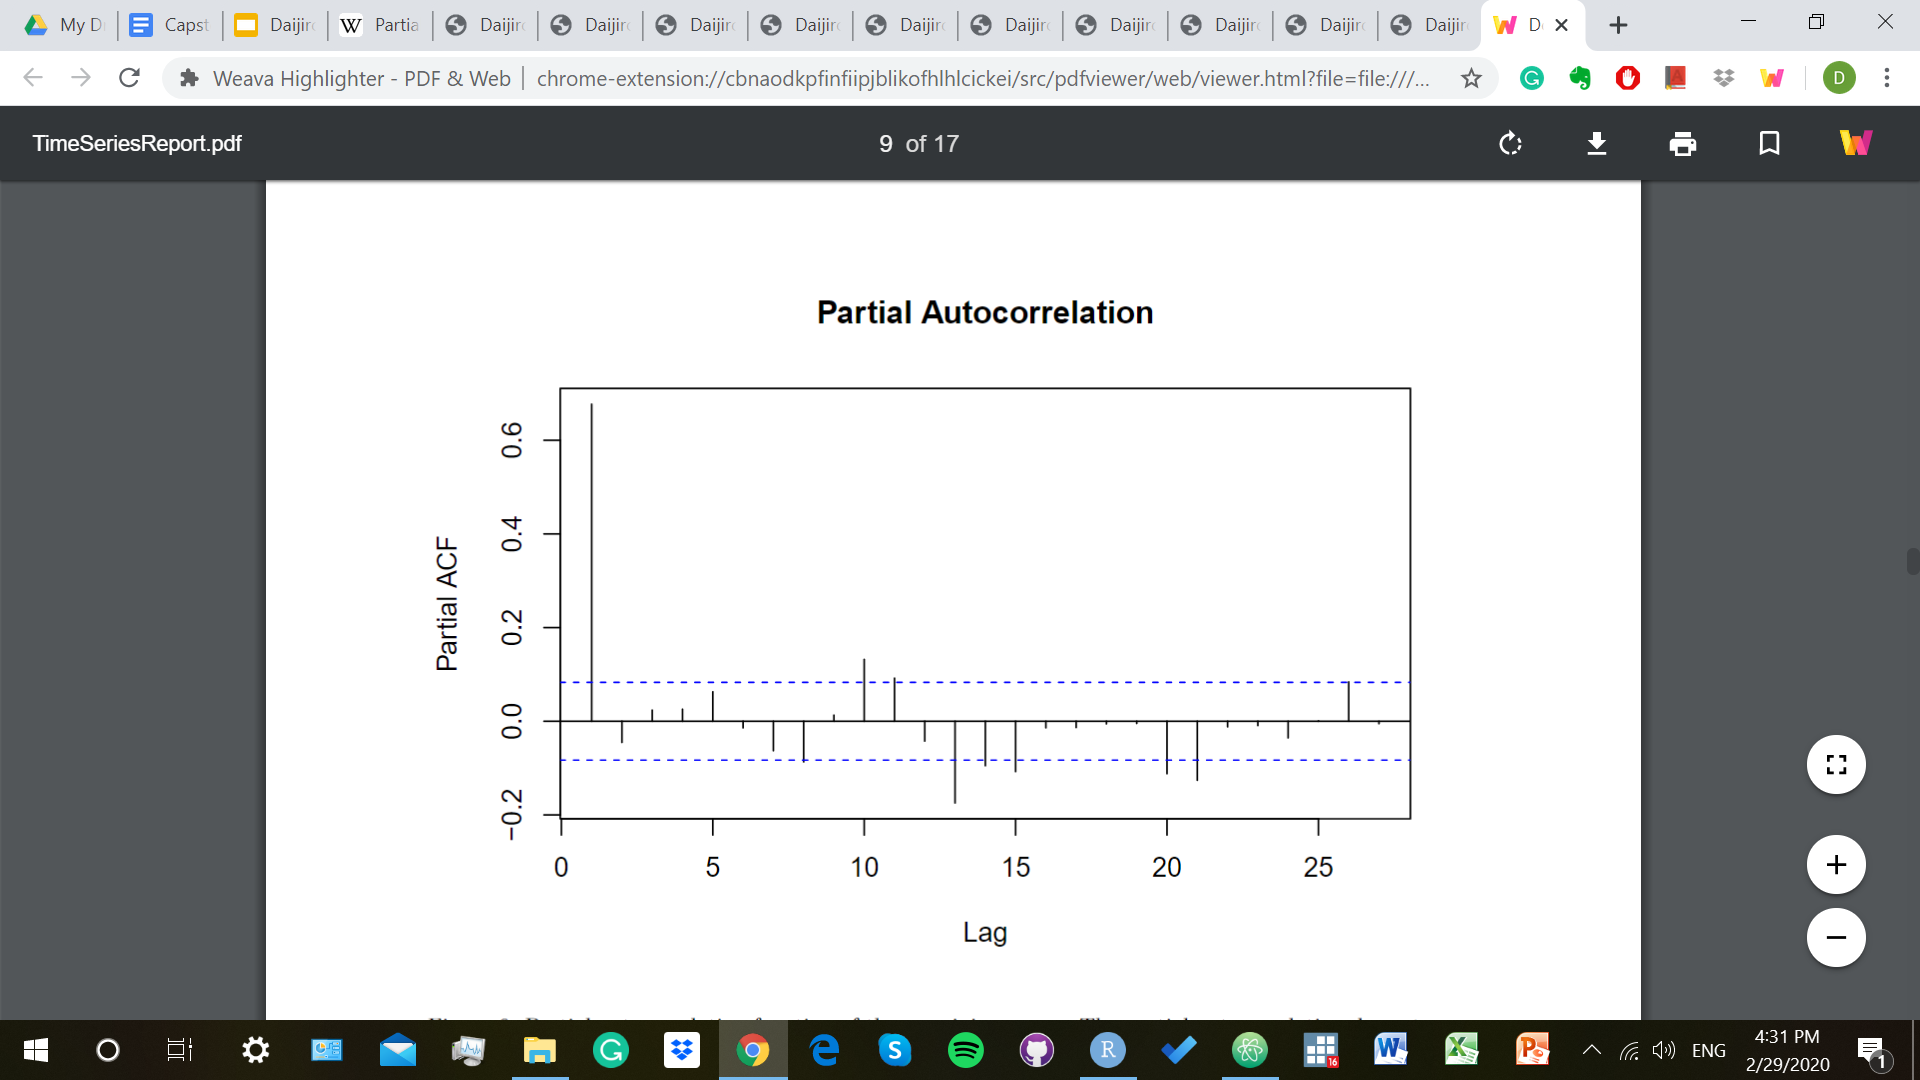 My D
Capst
Daijir
Partia
Daijir
Daijir
Daijir
Daijir
Daijir
Daijir
Daijir
Daijir
Daijir
Daijir
D
Weava Highlighter - PDF & Web | chrome-extension://cbnaodkpfinfiipjblikofhlhlcickei/src/pdfviewer/web/viewer.html?file=file:///...
D
TimeSeriesReport.pdf
9 of 17
Partial Autocorrelation
Partial ACF
0.6
0.4
0.2
0.0
−0.2
0 5 10 15 20 25
Lag
16
ENG
4:31 PM
2/29/2020
1